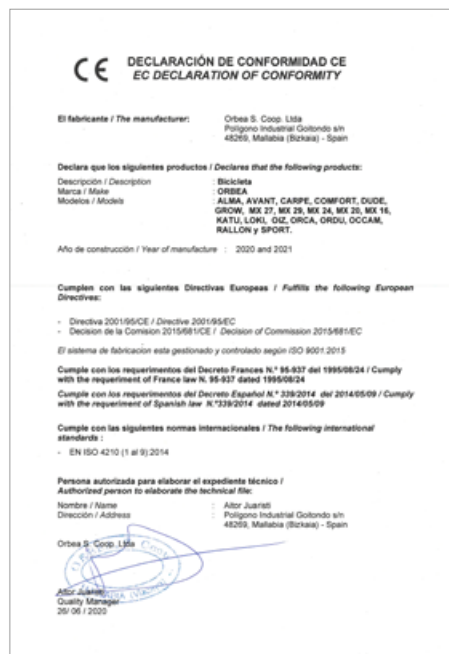 CE
DECLARACIÓN DE CONFORMIDAD CE
EC DECLARATION OF CONFORMITY
El fabricante / The manufacturer:
Orbea S. Coop. Ltda
Polígono Industrial Goitondo s/n
48269, Mallabia (Bizkaia) - Spain
Declara que los siguientes productos / Declares that the following products:
Descripción / Description : Bicicleta
Marca / Make : ORBEA
Modelos / Models : ALMA, AVANT, CARPE, COMFORT, DUDE,
GROW, MX 27, MX 29, MX 24, MX 20, MX 16,
KATU, LOKI, OIZ, ORCA, ORDU, OCCAM,
RALLON y SPORT.
Año de construcción / Year of manufacture : 2020 and 2021
Cumplen con las siguientes Directivas Europeas / Fulfills the following European
Directives:
- Directiva 2001/95/CE / Directive 2001/95/EC
- Decision de la Comision 2015/681/CE / Decision of Commission 2015/681/EC
El sistema de fabricacion esta gestionado y controlado según ISO 9001:2015
Cumple con los requerimentos del Decreto Frances N.º 95-937 del 1995/08/24 / Cumply
with the requeriment of France law N. 95-937 dated 1995/08/24
Cumple con los requerimentos del Decreto Español N.º 339/2014 del 2014/05/09 / Cumply
with the requeriment of Spanish law N.º339/2014 dated 2014/05/09
Cumple con las siguientes normas internacionales / The following international
standards :
- EN ISO 4210 (1 al 9):2014
Persona autorizada para elaborar el expediente técnico /
Authorized person to elaborate the technical file:
Nombre / Name : Aitor Juaristi
Dirección / Address : Polígono Industrial Goitondo s/n
48269, Mallabia (Bizkaia) - Spain
Orbea S. Coop. Ltda
Aitor Juaristi
Quality Manager
26/ 06 / 2020